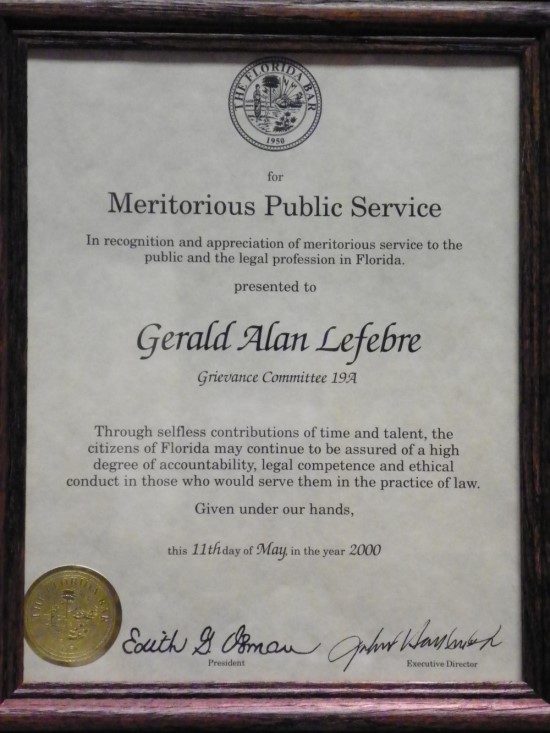 THE FLORIDA BAR
1950
for
Meritorious Public Service
In recognition and appreciation of meritorious service to the
public and the legal profession in Florida.
presented to
Gerald Alan Lefebre
Grievance Committee 19A
Through selfless contributions of time and talent, the
citizens of Florida may continue to be assured of a high
degree of accountability, legal competence and ethical
conduct in those who would serve them in the practice of law.
Given under our hands,
this 11th day of May, in the year 2000
THE FLORIDA BAR
Edith G Osman
President
Executive Director